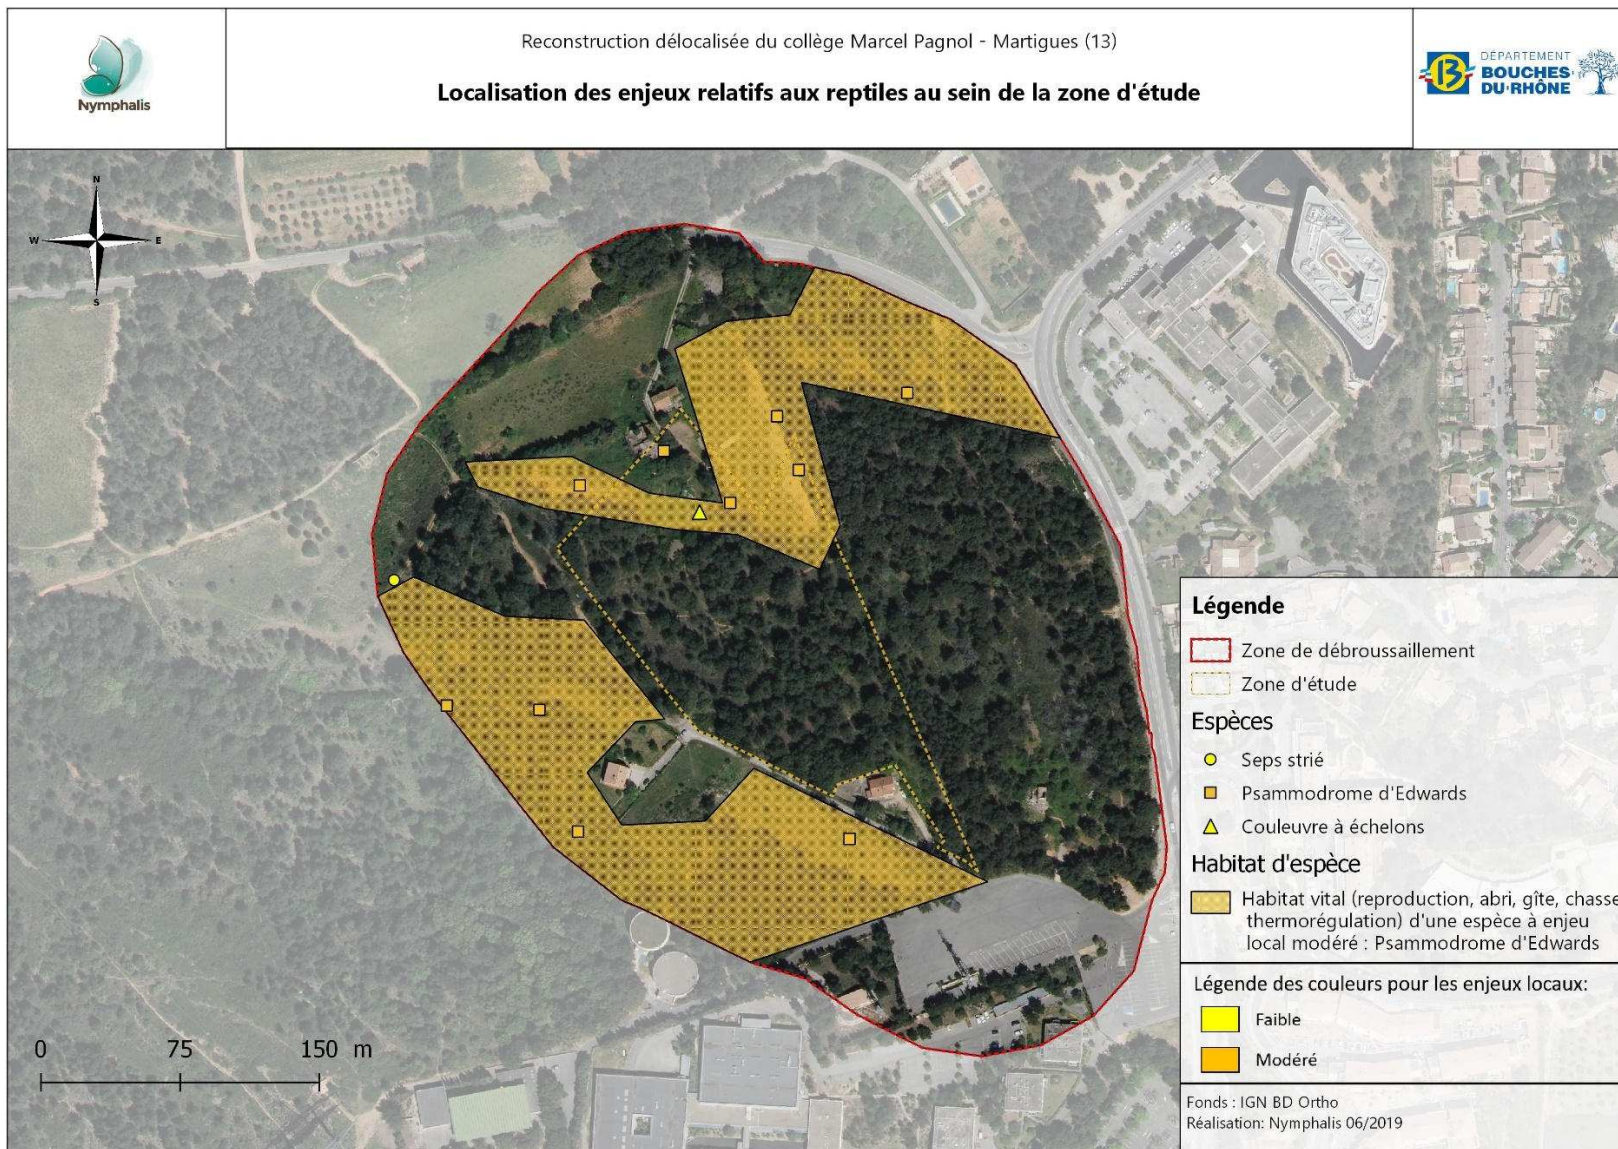 Nymphalis
Reconstruction délocalisée du collège Marcel Pagnol - Martigues (13)
Localisation des enjeux relatifs aux reptiles au sein de la zone d'étude
13
DÉPARTEMENT
BOUCHES
DU·RHÔNE
N
W E
S
Légende
Zone de débroussaillement
Zone d'étude
Espèces
Seps strié
Psammodrome d'Edwards
Couleuvre à échelons
Habitat d'espèce
Habitat vital (reproduction, abri, gîte, chasse
thermorégulation) d'une espèce à enjeu
local modéré : Psammodrome d'Edwards
Légende des couleurs pour les enjeux locaux:
Faible
Modéré
Fonds : IGN BD Ortho
Réalisation: Nymphalis 06/2019
0 75 150 m